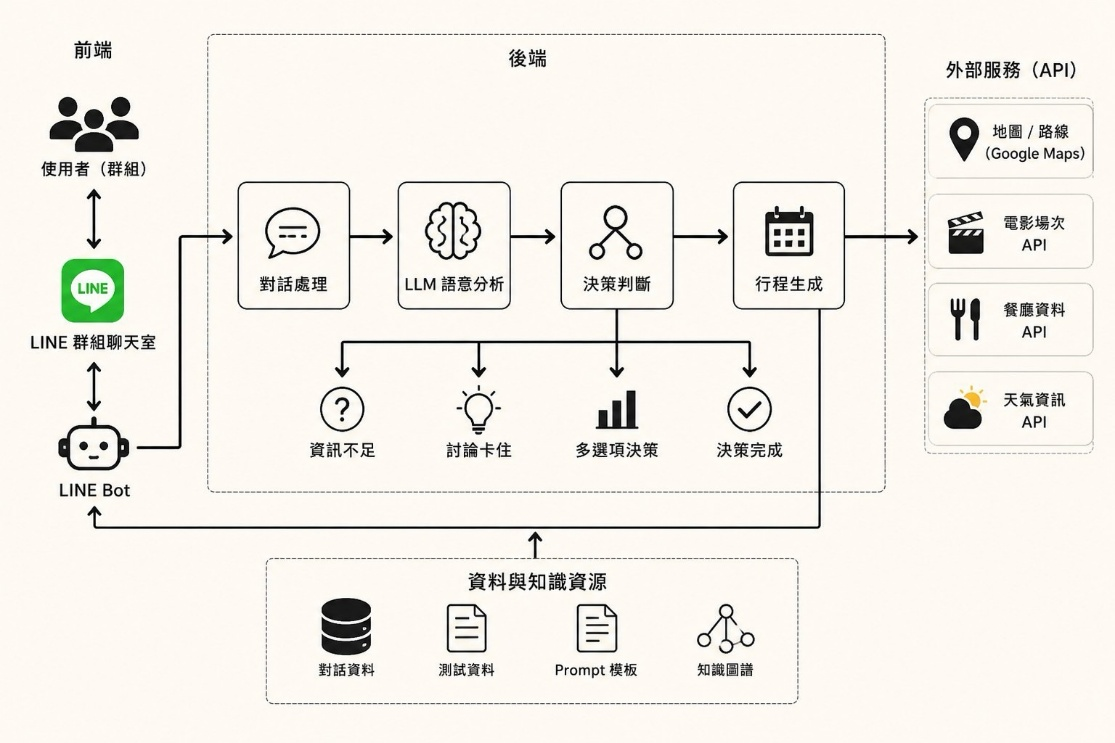 前端
使用者（群組）
LINE
LINE 群組聊天室
LINE Bot
後端
對話處理
LLM 語意分析
決策判斷
行程生成
?
資訊不足
討論卡住
多選項決策
決策完成
外部服務（API）
地圖 / 路線
（Google Maps）
電影場次
API
餐廳資料
API
天氣資訊
API
資料與知識資源
對話資料
測試資料
Prompt 模板
知識圖譜